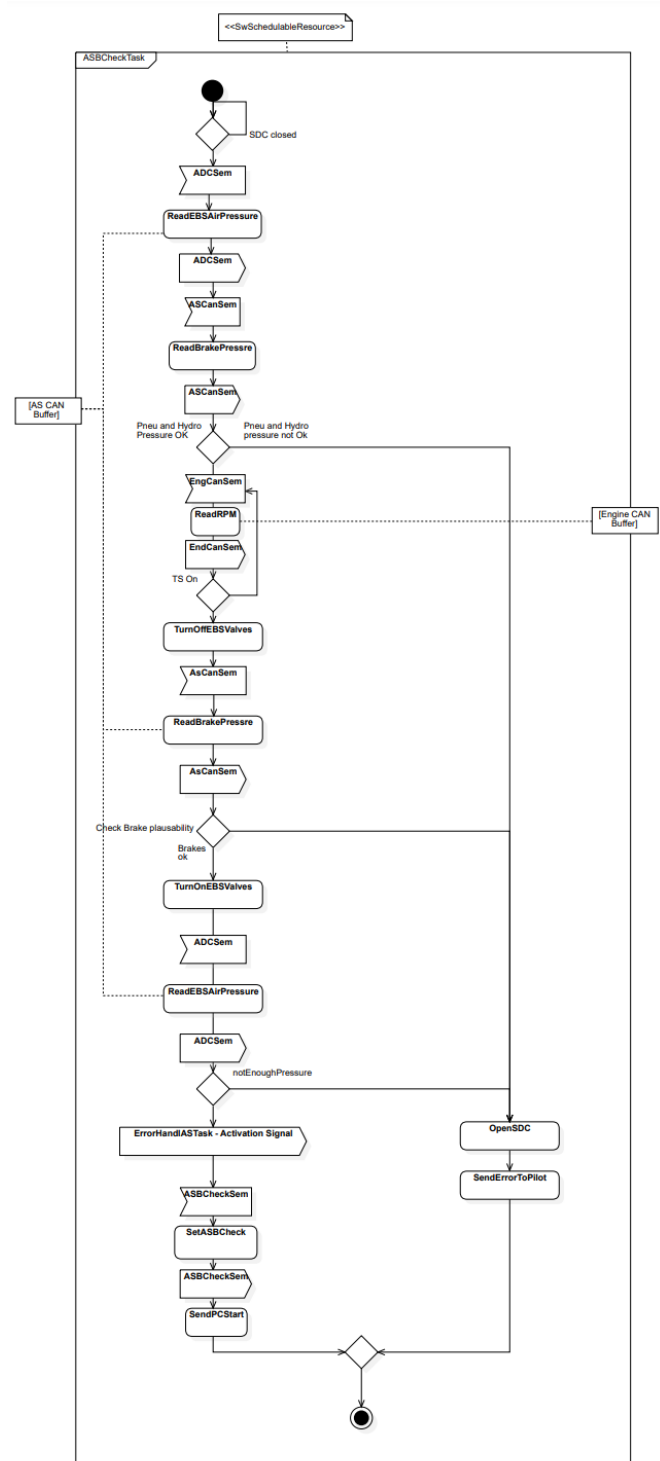 <<SwSchedulableResource>>
ASBCheckTask
SDC closed
ADCSem
ReadEBSAirPressure
ADCSem
ASCanSem
ReadBrakePressre
[AS CAN
Buffer]
ASCanSem
Pneu and Hydro
Pressure OK
Pneu and Hydro
pressure not Ok
EngCanSem
ReadRPM
[Engine CAN
Buffer]
EndCanSem
TS On
TurnOffEBSValves
AsCanSem
ReadBrakePressre
AsCanSem
Check Brake plausability
Brakes
ok
TurnOnEBSValves
ADCSem
ReadEBSAirPressure
ADCSem
notEnoughPressure
ErrorHandlASTask - Activation Signal
OpenSDC
SendErrorToPilot
ASBCheckSem
SetASBCheck
ASBCheckSem
SendPCStart